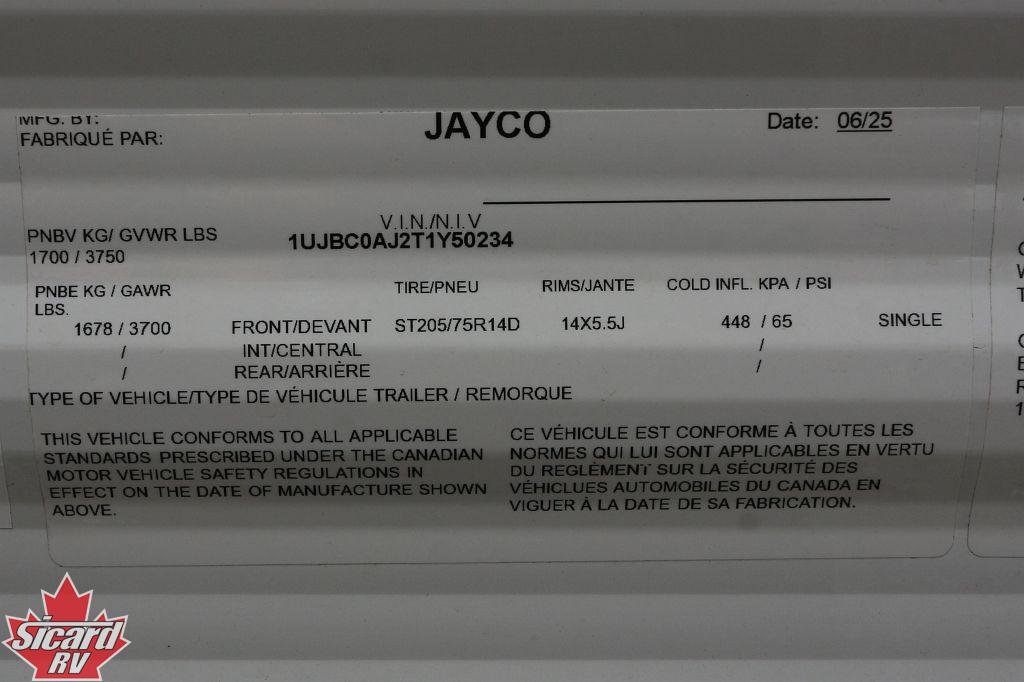 MFG. BY:
FABRIQUÉ PAR:
JAYCO
Date: 06/25
V.I.N./N.I.V
PNBV KG/ GVWR LBS
1UJBC0AJ2T1Y50234
1700 / 3750
PNBE KG / GAWR TIRE/PNEU RIMS/JANTE COLD INFL. KPA / PSI
LBS.
1678 / 3700 FRONT/DEVANT ST205/75R14D 14X5.5J 448 / 65 SINGLE
/ INT/CENTRAL /
/ REAR/ARRIÈRE /
TYPE OF VEHICLE/TYPE DE VÉHICULE TRAILER / REMORQUE
THIS VEHICLE CONFORMS TO ALL APPLICABLE
STANDARDS PRESCRIBED UNDER THE CANADIAN
MOTOR VEHICLE SAFETY REGULATIONS IN
EFFECT ON THE DATE OF MANUFACTURE SHOWN
ABOVE.
CE VÉHICULE EST CONFORME À TOUTES LES
NORMES QUI LUI SONT APPLICABLES EN VERTU
DU REGLÈMENT SUR LA SÉCURITÉ DES
VÉHICLUES AUTOMOBILES DU CANADA EN
VIGUER À LA DATE DE SA FABRICATION.
Sicard
RV